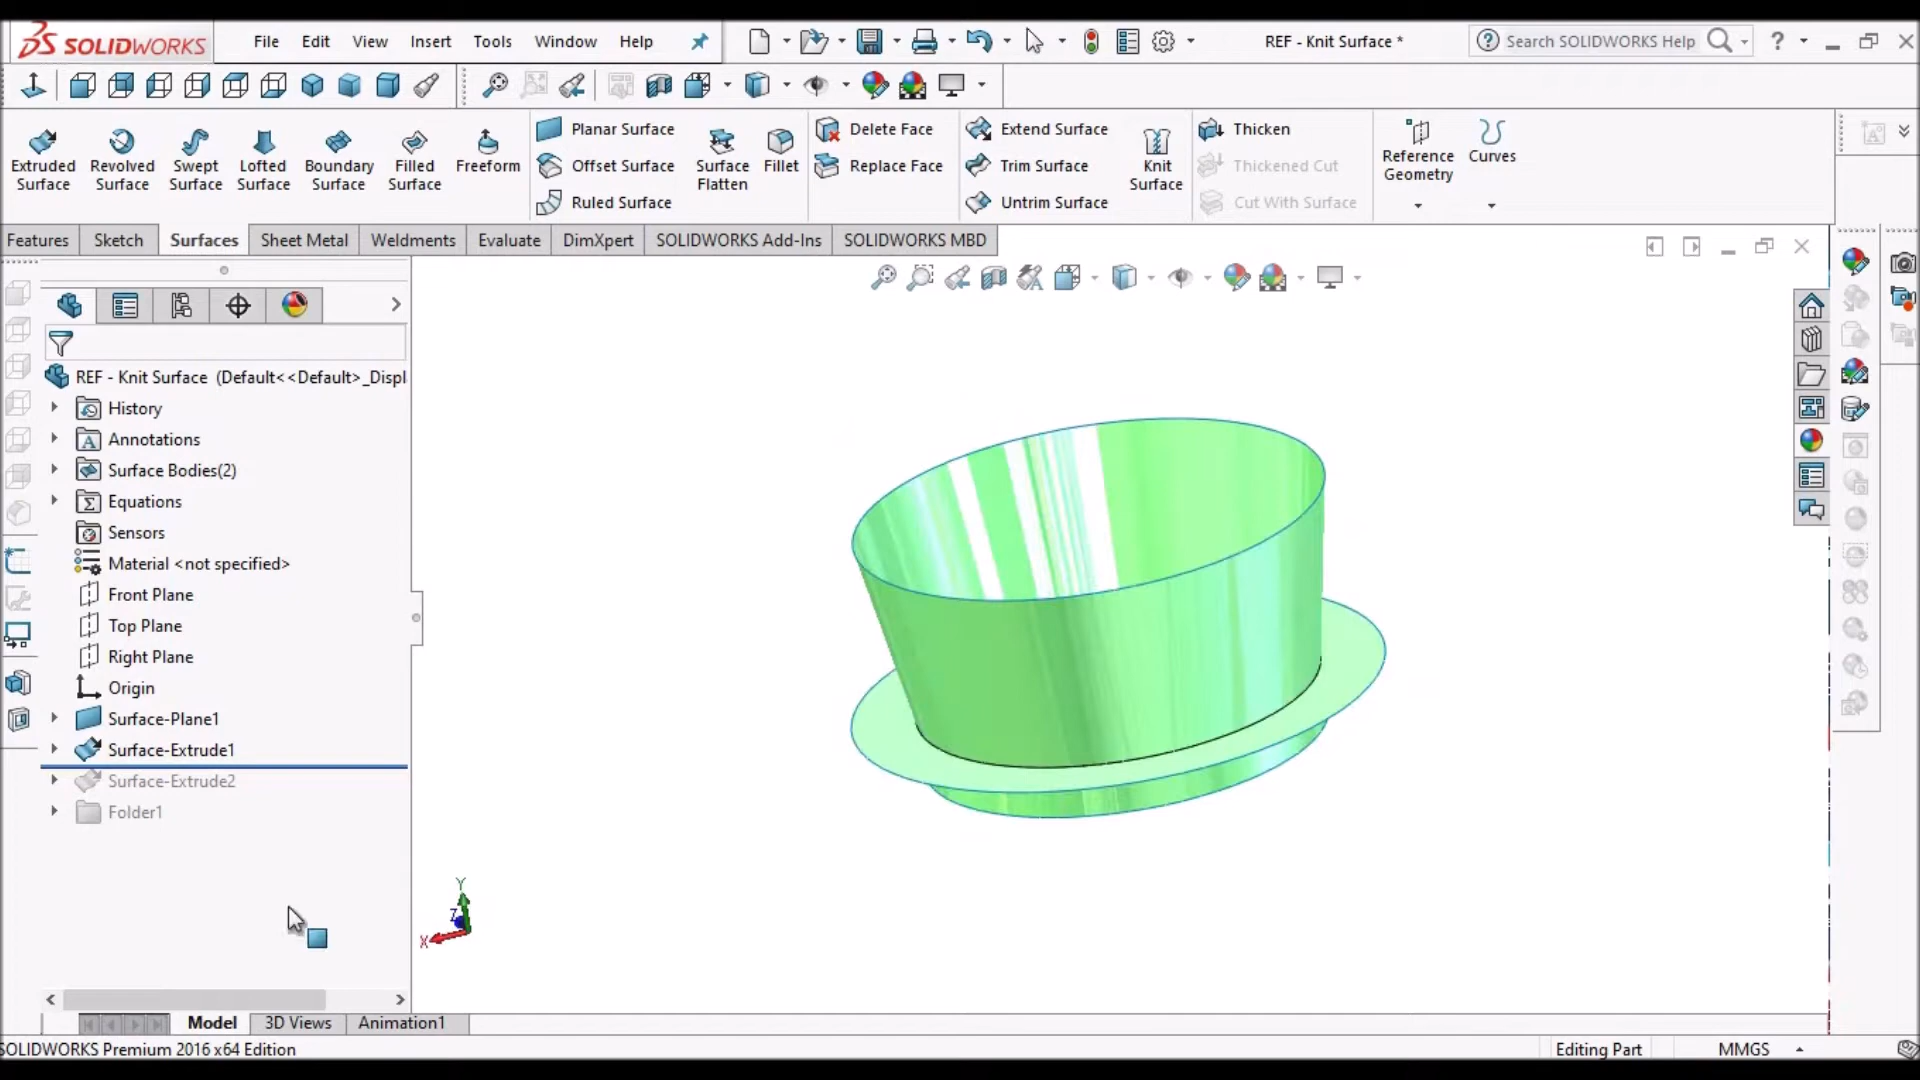 SOLIDWORKS
File Edit View Insert Tools Window Help
REF - Knit Surface *
Search SOLIDWORKS Help
?
Extruded Surface
Revolved Surface
Swept Surface
Lofted Surface
Boundary Surface
Filled Surface
Freeform
Planar Surface
Offset Surface
Ruled Surface
Surface Flatten
Fillet
Delete Face
Replace Face
Extend Surface
Trim Surface
Untrim Surface
Knit Surface
Thicken
Thickened Cut
Cut With Surface
Reference Geometry
Curves
Features Sketch Surfaces Sheet Metal Weldments Evaluate DimXpert SOLIDWORKS Add-Ins SOLIDWORKS MBD
REF - Knit Surface (Default<<Default>_Displ
History
Annotations
Surface Bodies(2)
Equations
Sensors
Material <not specified>
Front Plane
Top Plane
Right Plane
Origin
Surface-Plane1
Surface-Extrude1
Surface-Extrude2
Folder1
Y
Z
X
Model 3D Views Animation1
SOLIDWORKS Premium 2016 x64 Edition
Editing Part MMGS